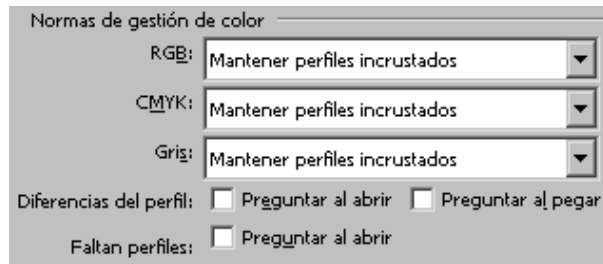 Normas de gestión de color
RGB: Mantener perfiles incrustados
CMYK: Mantener perfiles incrustados
Gris: Mantener perfiles incrustados
Diferencias del perfil: Preguntar al abrir Preguntar al pegar
Faltan perfiles: Preguntar al abrir